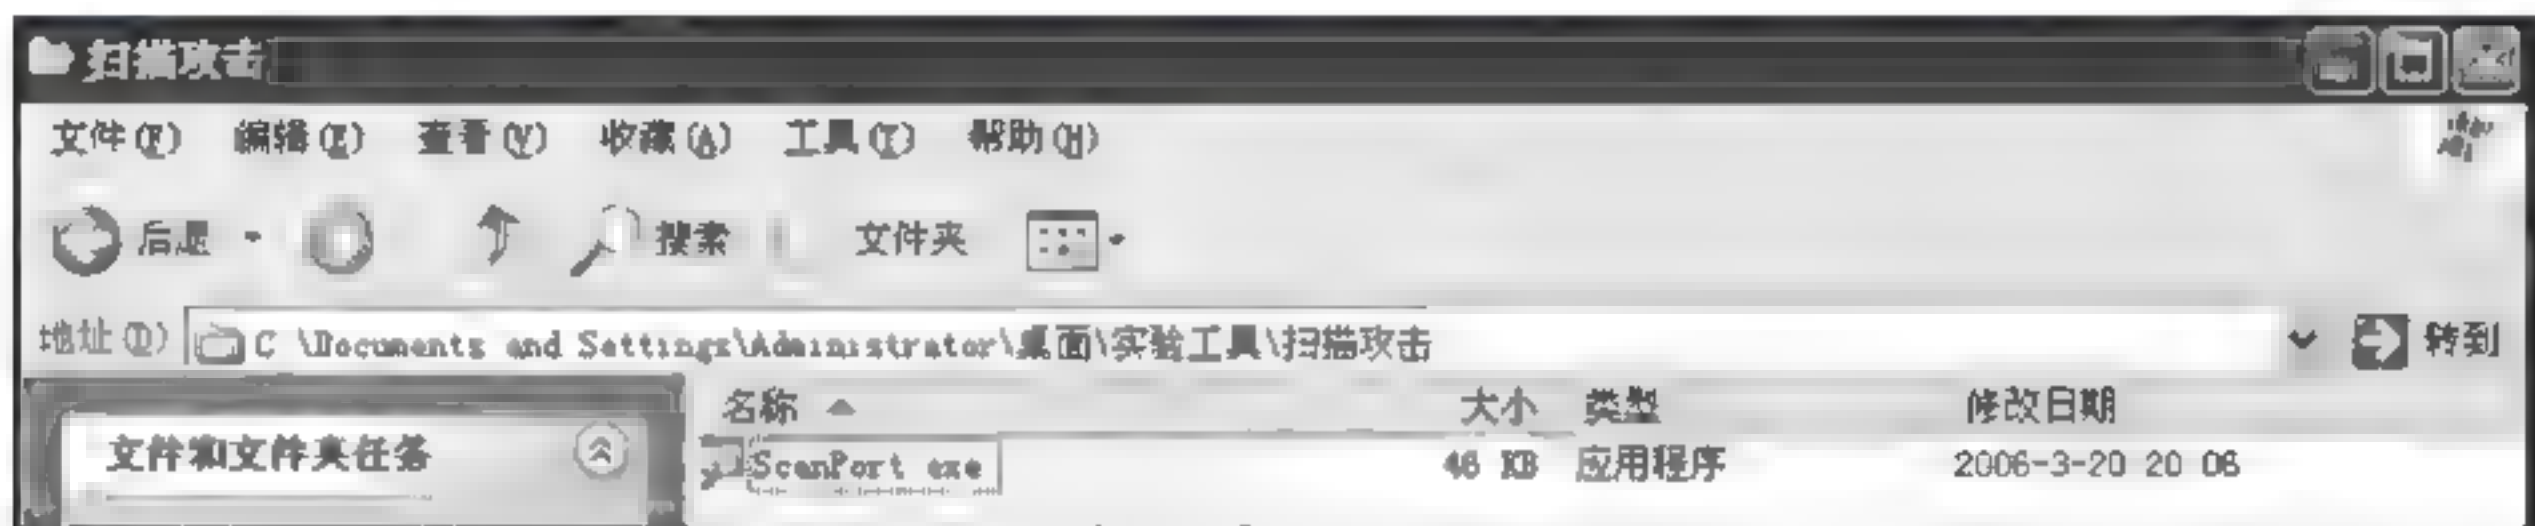 扫描攻击
文件(F) 编辑(E) 查看(V) 收藏(A) 工具(T) 帮助(H)
后退 搜索 文件夹
地址(D) C \Documents and Settings\Administrator\桌面\实验工具\扫描攻击 转到
名称 大小 类型 修改日期
文件和文件夹任务
ScanPort exe 46 KB 应用程序 2006-3-20 20 06